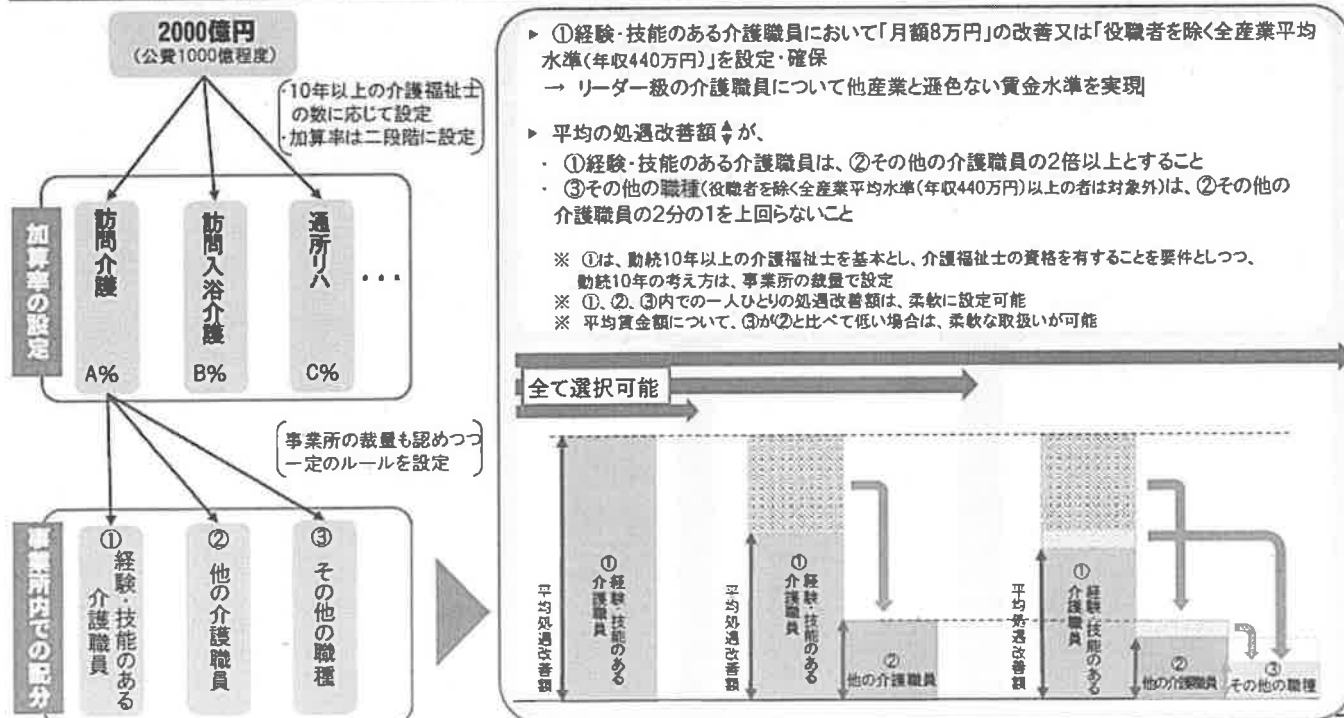 2000億円
(公費1000億程度)
・10年以上の介護福祉士
の数に応じて設定
・加算率は二段階に設定
加算率の設定
訪問介護
A%
訪問入浴介護
B%
通所リハ
C%
・・・
事業所の裁量も認めつつ
一定のルールを設定
事業所内での配分
①
経験・技能のある
介護職員
②
他の介護職員
③
その他の職種
▶ ①経験・技能のある介護職員において「月額8万円」の改善又は「役職者を除く全産業平均
水準(年収440万円)」を設定・確保
→ リーダー級の介護職員について他産業と遜色ない賃金水準を実現
▶ 平均の処遇改善額が、
・ ①経験・技能のある介護職員は、②その他の介護職員の2倍以上とすること
・ ③その他の職種(役職者を除く全産業平均水準(年収440万円)以上の者は対象外)は、②その他の
介護職員の2分の1を上回らないこと
※ ①は、勤続10年以上の介護福祉士を基本とし、介護福祉士の資格を有することを要件としつつ、
勤続10年の考え方は、事業所の裁量で設定
※ ①、②、③内での一人ひとりの処遇改善額は、柔軟に設定可能
※ 平均賃金額について、③が②と比べて低い場合は、柔軟な取扱いが可能
全て選択可能
平均処遇改善額
①
経験・技能のある
介護職員
平均処遇改善額
①
経験・技能のある
介護職員
②
他の介護職員
平均処遇改善額
①
経験・技能のある
介護職員
②
他の介護職員
③
その他の職種